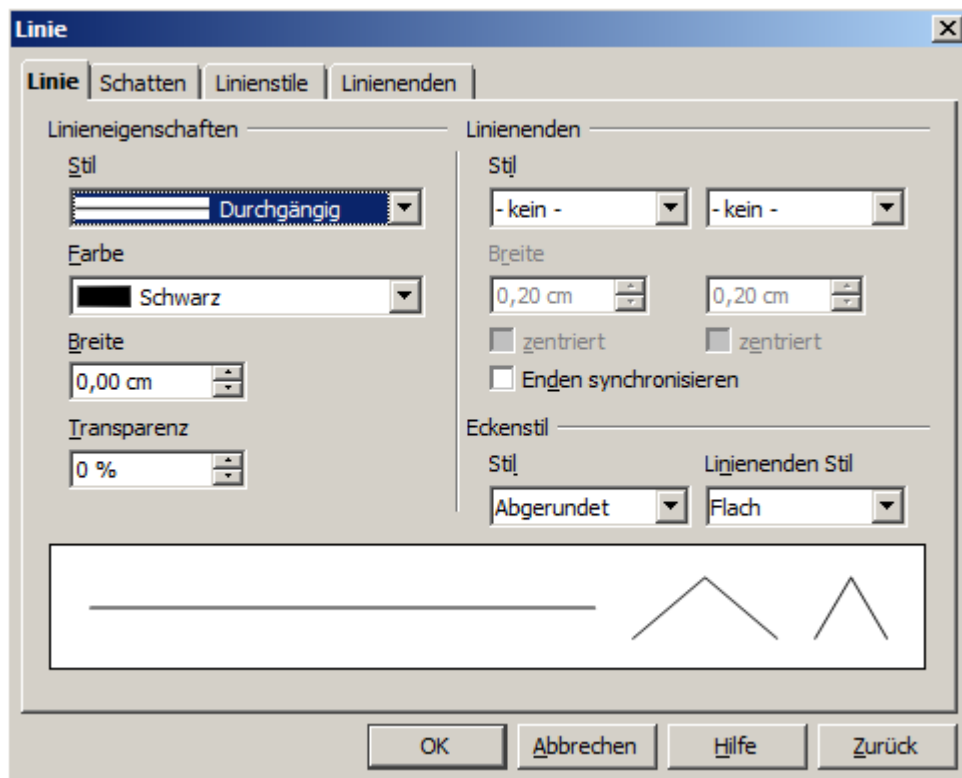 Linie
Linie Schatten Linienstile Linienenden
Linieneigenschaften
Stil
Durchgängig
Farbe
Schwarz
Breite
0,00 cm
Transparenz
0 %
Linienenden
Stil
- kein - - kein -
Breite
0,20 cm 0,20 cm
zentriert zentriert
Enden synchronisieren
Eckenstil
Stil Linienenden Stil
Abgerundet Flach
OK Abbrechen Hilfe Zurück